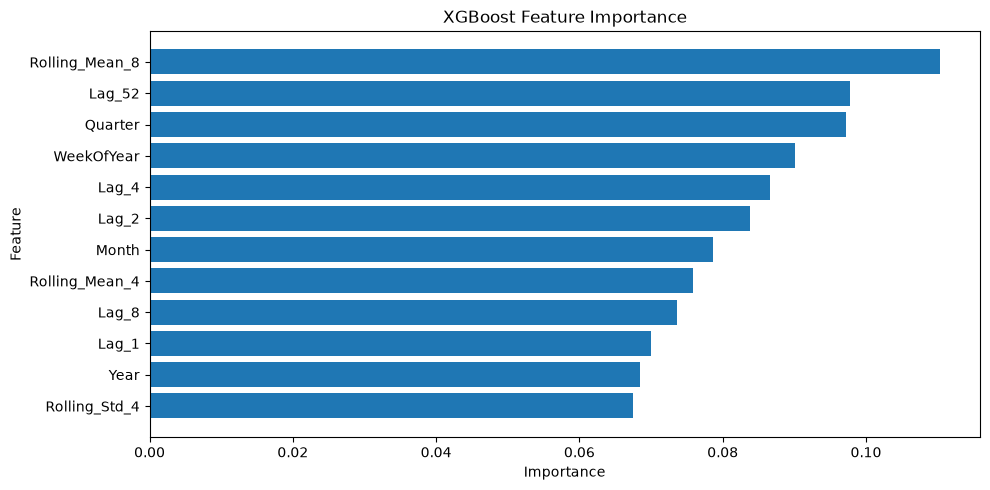 XGBoost Feature Importance
Feature
Rolling_Mean_8
Lag_52
Quarter
WeekOfYear
Lag_4
Lag_2
Month
Rolling_Mean_4
Lag_8
Lag_1
Year
Rolling_Std_4
0.00 0.02 0.04 0.06 0.08 0.10
Importance